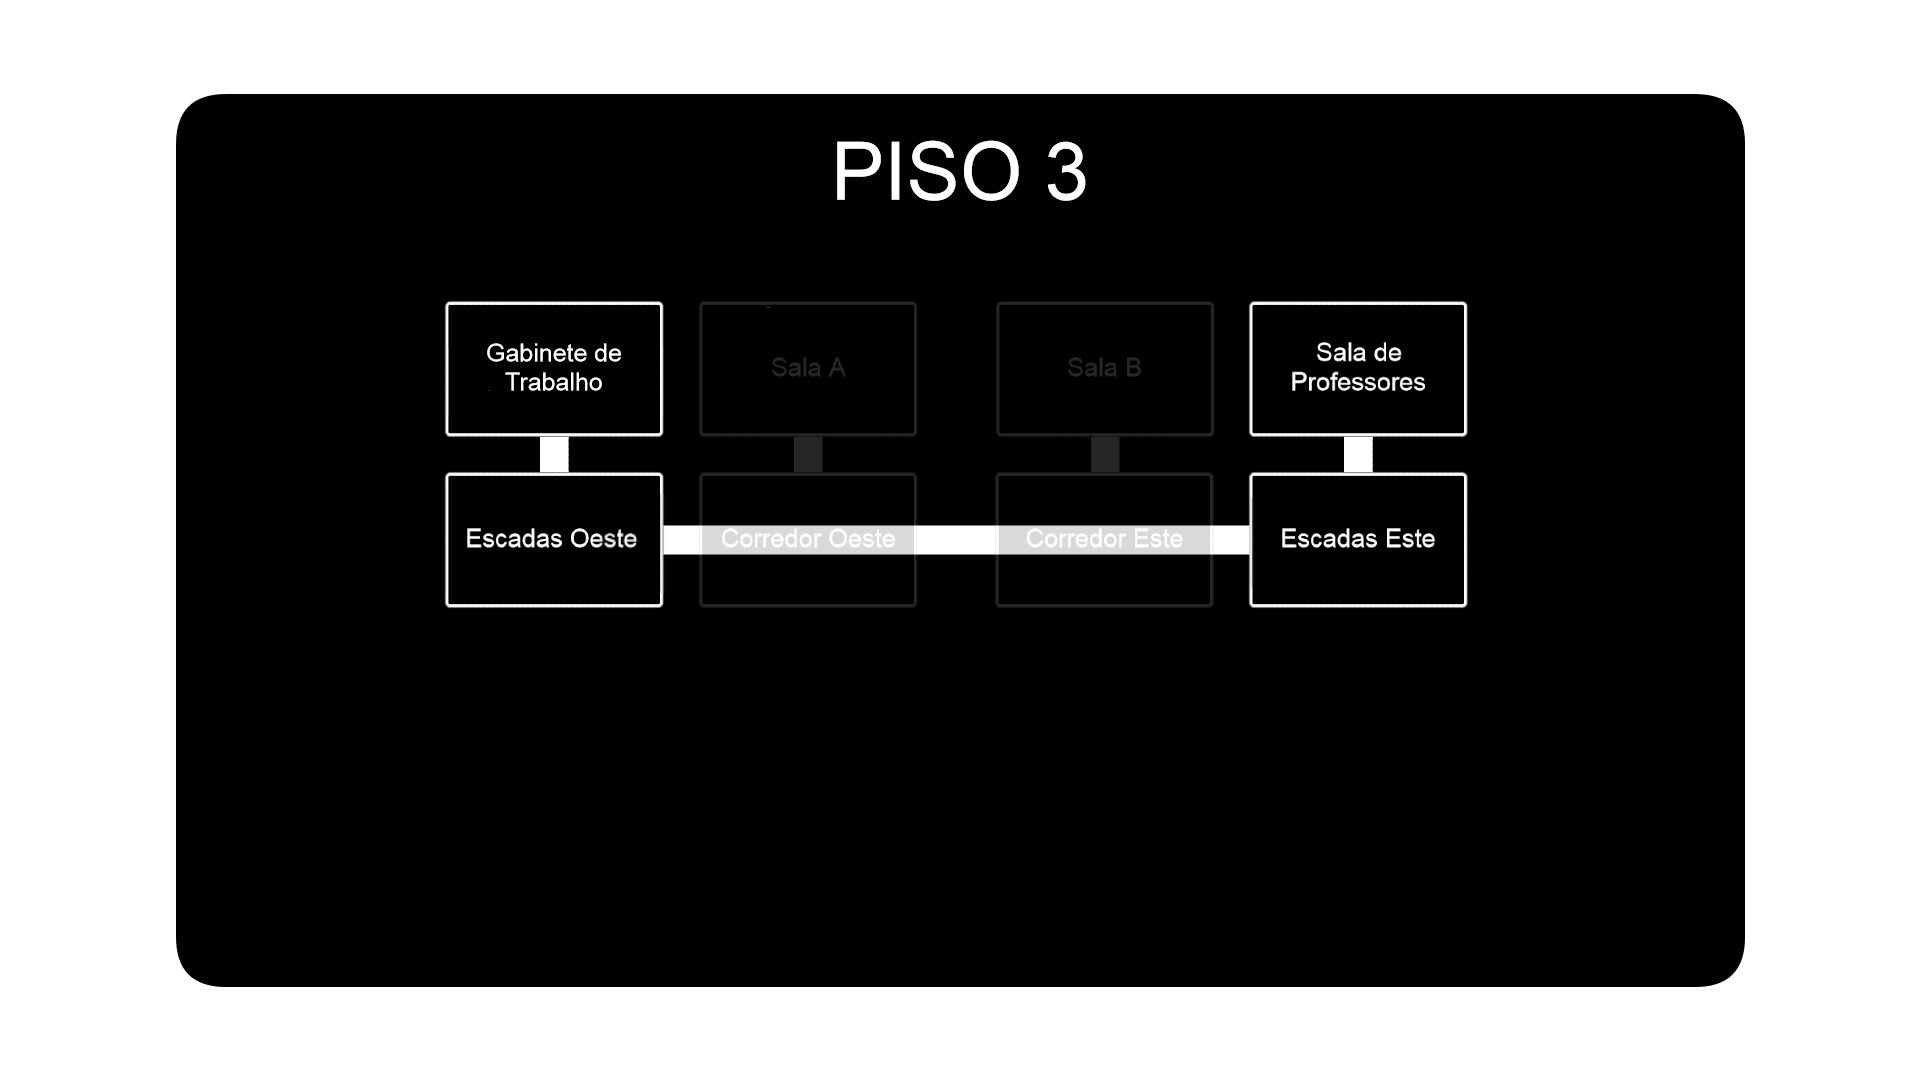 PISO 3
Gabinete de
Trabalho
Sala A
Sala B
Sala de
Professores
Escadas Oeste
Corredor Oeste
Corredor Este
Escadas Este